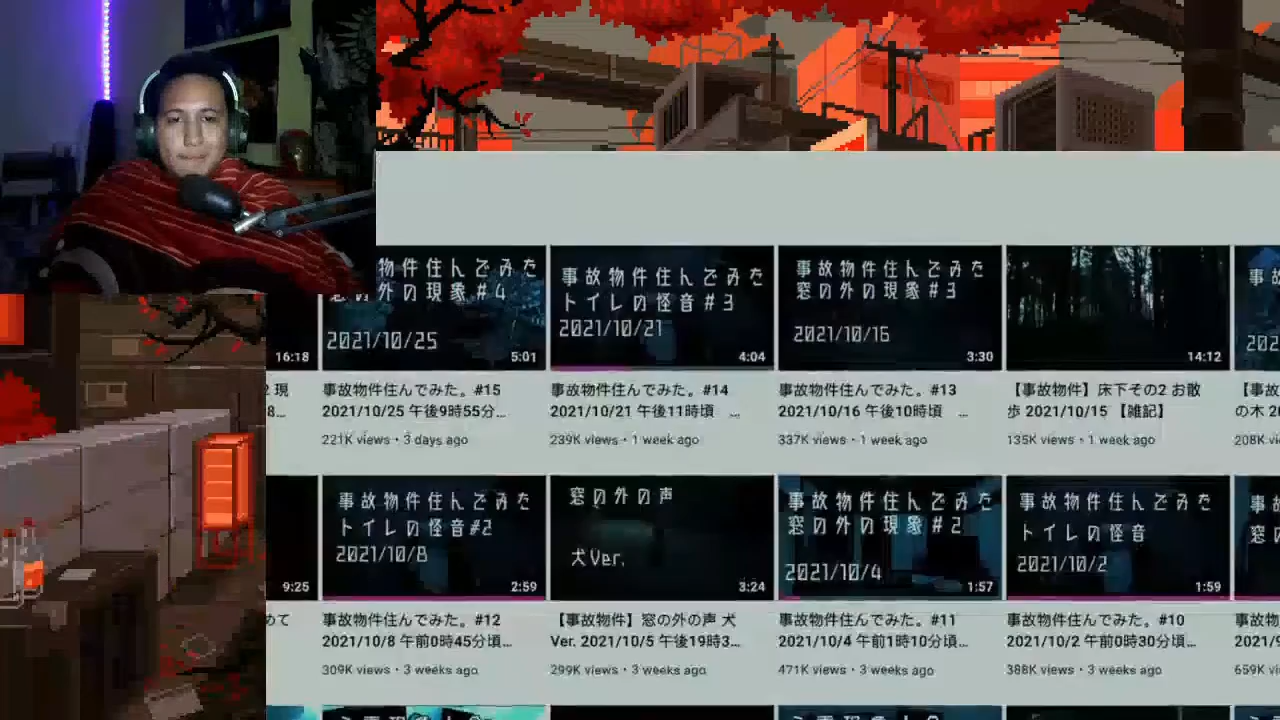 物件住んでみた
外の現象#4
2021/10/25
5:01
16:18
事故物件住んでみた
トイレの怪音#3
2021/10/21
4:04
事故物件住んでみた
窓の外の現象#3
2021/10/16
3:30
14:12
2 現
8...
事故物件住んでみた。#15
2021/10/25 午後9時55分...
221K views・3 days ago
事故物件住んでみた。#14
2021/10/21 午後11時頃 ...
239K views・1 week ago
事故物件住んでみた。#13
2021/10/16 午後10時頃 ...
337K views・1 week ago
【事故物件】床下その2 お散
歩 2021/10/15 【雑記】
135K views・1 week ago
【事故
の木 2
208K vi
9:25
事故物件住んでみた
トイレの怪音#2
2021/10/8
2:59
窓の外の声
犬Ver.
3:24
事故物件住んでみた
窓の外の現象#2
2021/10/4
1:57
事故物件住んでみた
トイレの怪音
2021/10/2
1:59
めて
事故物件住んでみた。#12
2021/10/8 午前0時45分頃...
309K views・3 weeks ago
【事故物件】窓の外の声 犬
Ver. 2021/10/5 午後19時3...
299K views・3 weeks ago
事故物件住んでみた。#11
2021/10/4 午前1時10分頃...
471K views・3 weeks ago
事故物件住んでみた。#10
2021/10/2 午前0時30分頃...
388K views・3 weeks ago
事故物
2021/9
659K vi